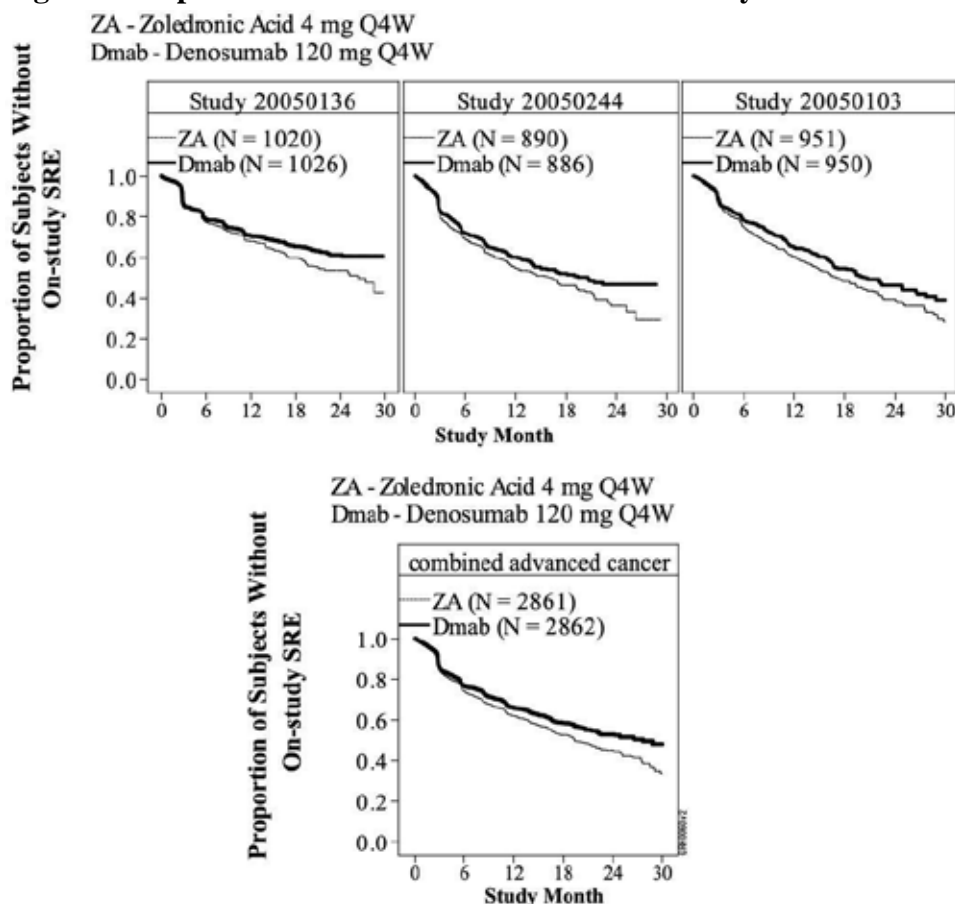 ZA - Zoledronic Acid 4 mg Q4W
Dmab - Denosumab 120 mg Q4W
Proportion of Subjects Without
On-study SRE
Study 20050136
ZA (N = 1020)
Dmab (N = 1026)
Study 20050244
ZA (N = 890)
Dmab (N = 886)
Study 20050103
ZA (N = 951)
Dmab (N = 950)
1.0
0.8
0.6
0.4
0.2
0.0
0 6 12 18 24 30
0 6 12 18 24 30
0 6 12 18 24 30
Study Month
ZA - Zoledronic Acid 4 mg Q4W
Dmab - Denosumab 120 mg Q4W
Proportion of Subjects Without
On-study SRE
combined advanced cancer
ZA (N = 2861)
Dmab (N = 2862)
1.0
0.8
0.6
0.4
0.2
0.0
0 6 12 18 24 30
Study Month